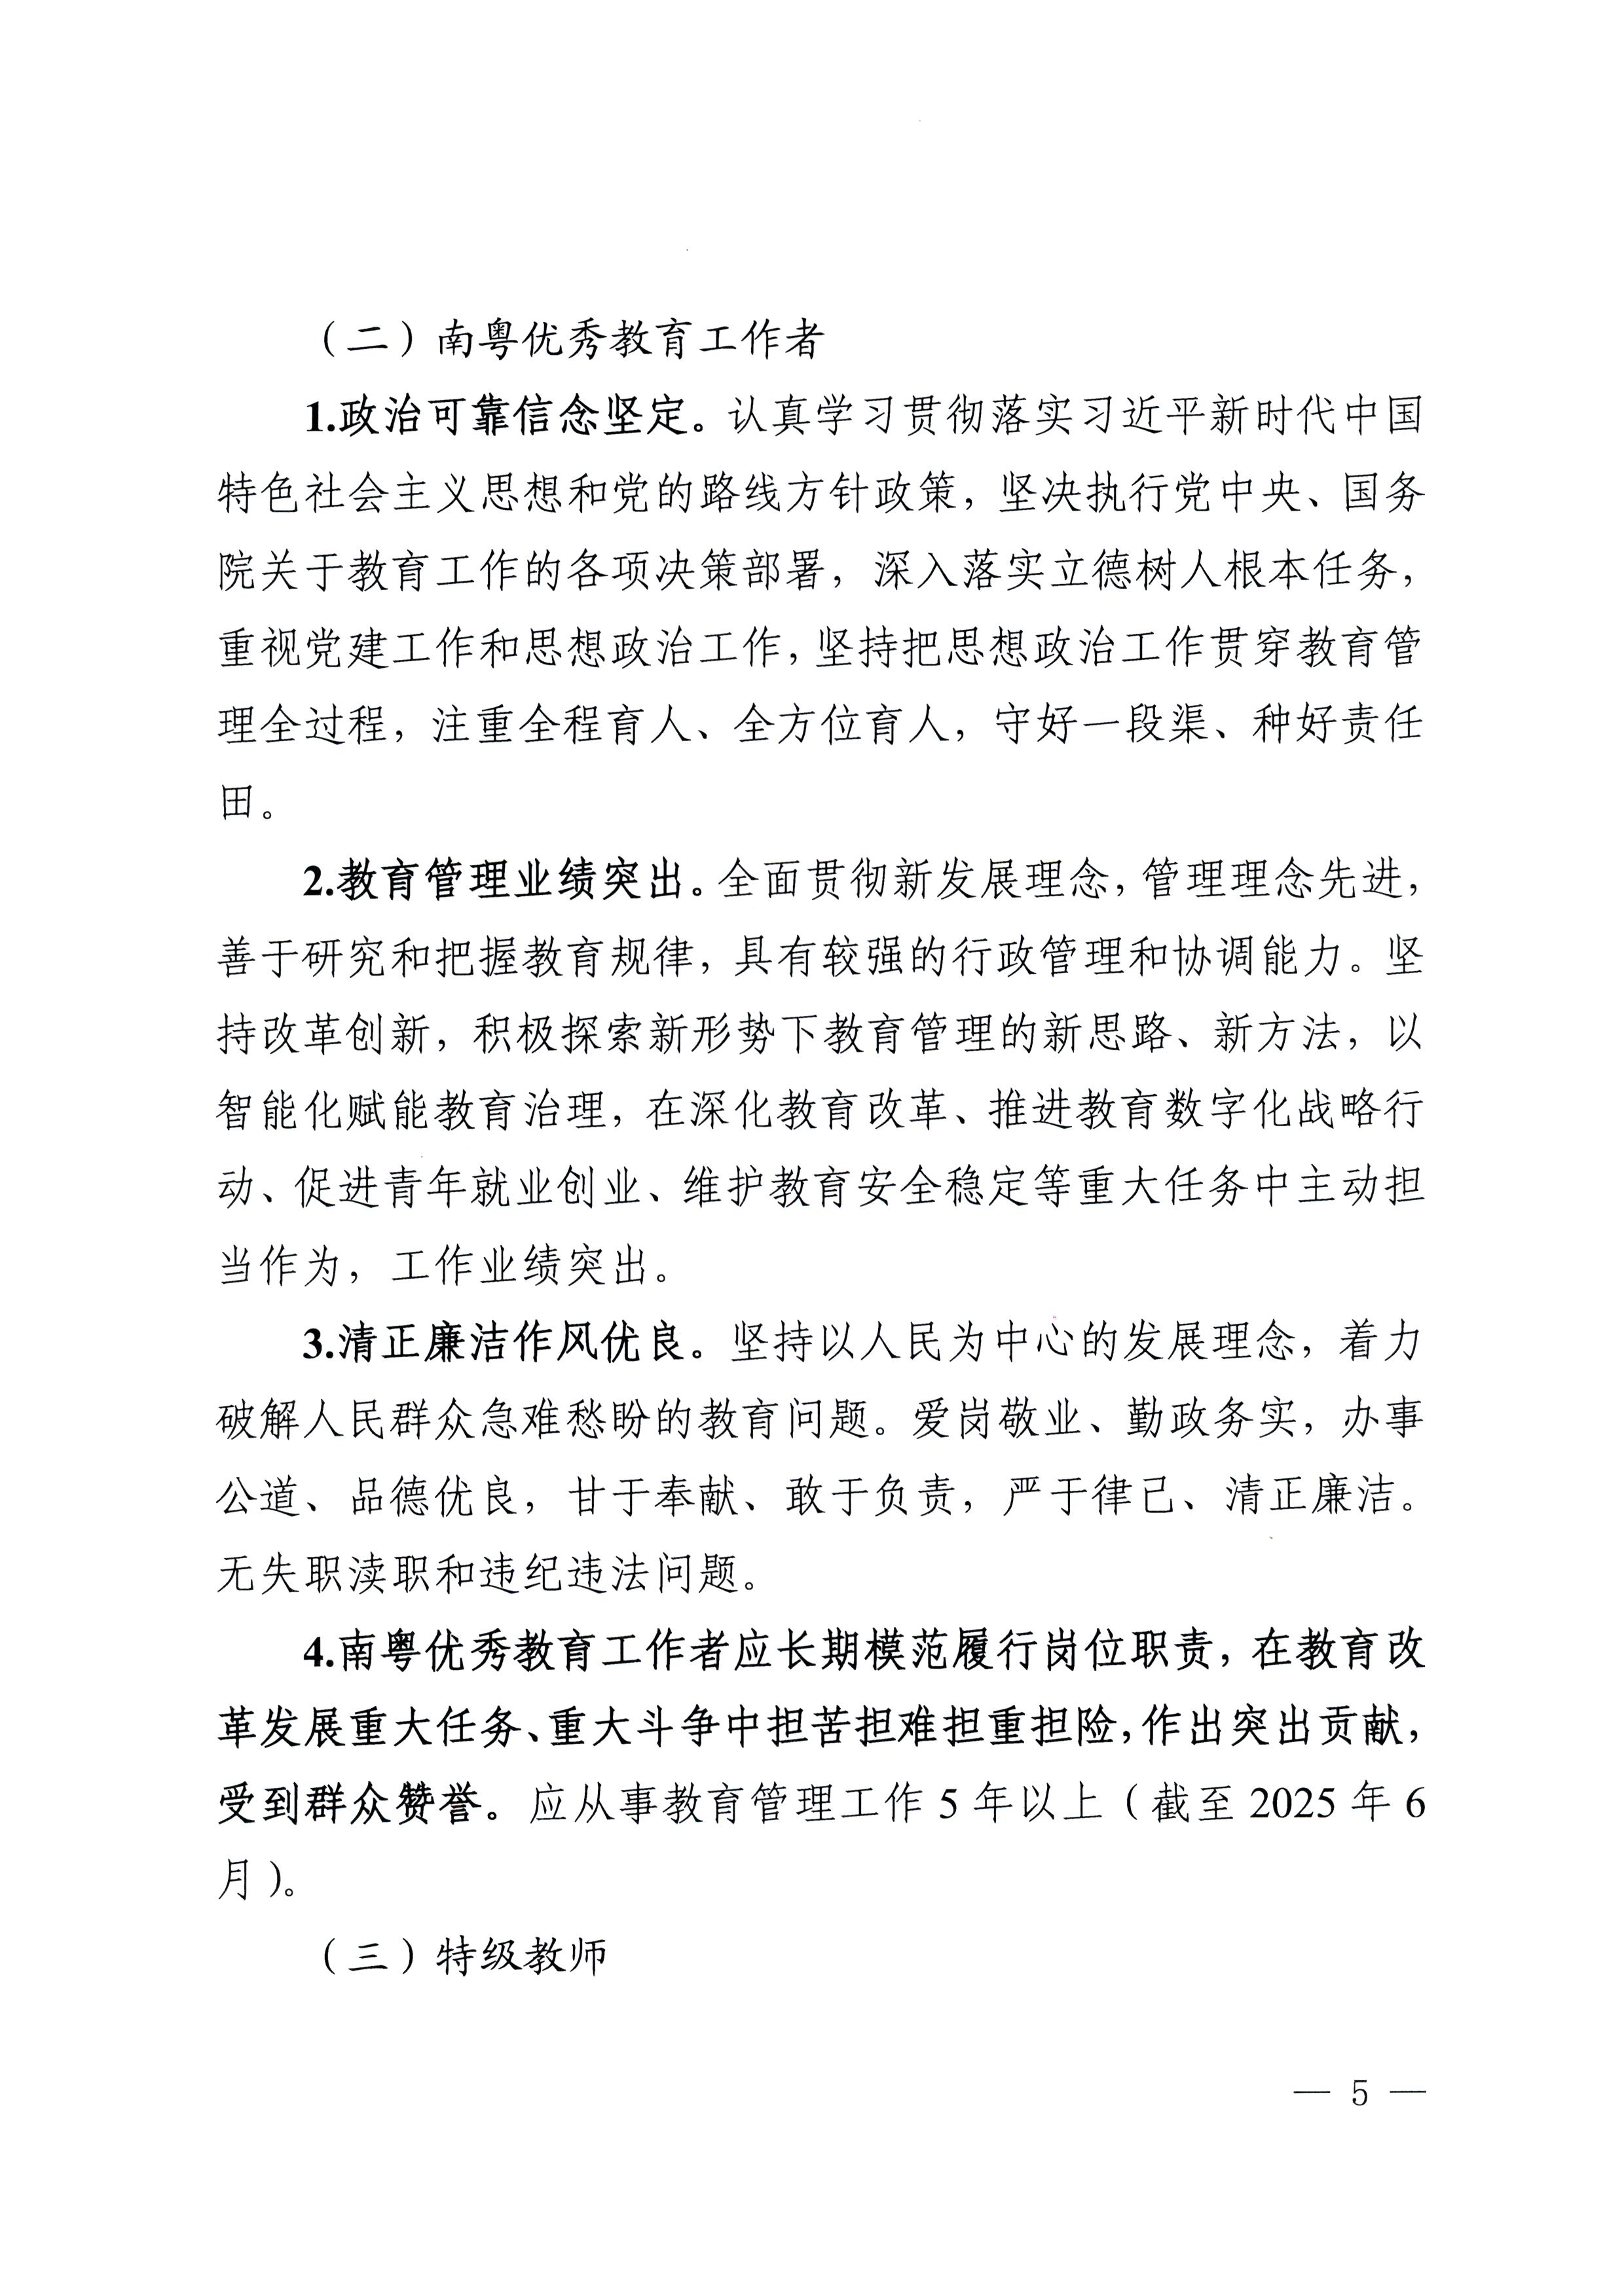 （二）南粤优秀教育工作者
1.政治可靠信念坚定。认真学习贯彻落实习近平新时代中国
特色社会主义思想和党的路线方针政策，坚决执行党中央、国务
院关于教育工作的各项决策部署，深入落实立德树人根本任务，
重视党建工作和思想政治工作，坚持把思想政治工作贯穿教育管
理全过程，注重全程育人、全方位育人，守好一段渠、种好责任
田。
2.教育管理业绩突出。全面贯彻新发展理念，管理理念先进，
善于研究和把握教育规律，具有较强的行政管理和协调能力。坚
持改革创新，积极探索新形势下教育管理的新思路、新方法，以
智能化赋能教育治理，在深化教育改革、推进教育数字化战略行
动、促进青年就业创业、维护教育安全稳定等重大任务中主动担
当作为，工作业绩突出。
3.清正廉洁作风优良。坚持以人民为中心的发展理念，着力
破解人民群众急难愁盼的教育问题。爱岗敬业、勤政务实，办事
公道、品德优良，甘于奉献、敢于负责，严于律己、清正廉洁。
无失职渎职和违纪违法问题。
4.南粤优秀教育工作者应长期模范履行岗位职责，在教育改
革发展重大任务、重大斗争中担苦担难担重担险，作出突出贡献，
受到群众赞誉。应从事教育管理工作 5 年以上（截至 2025 年 6
月）。
（三）特级教师
— 5 —